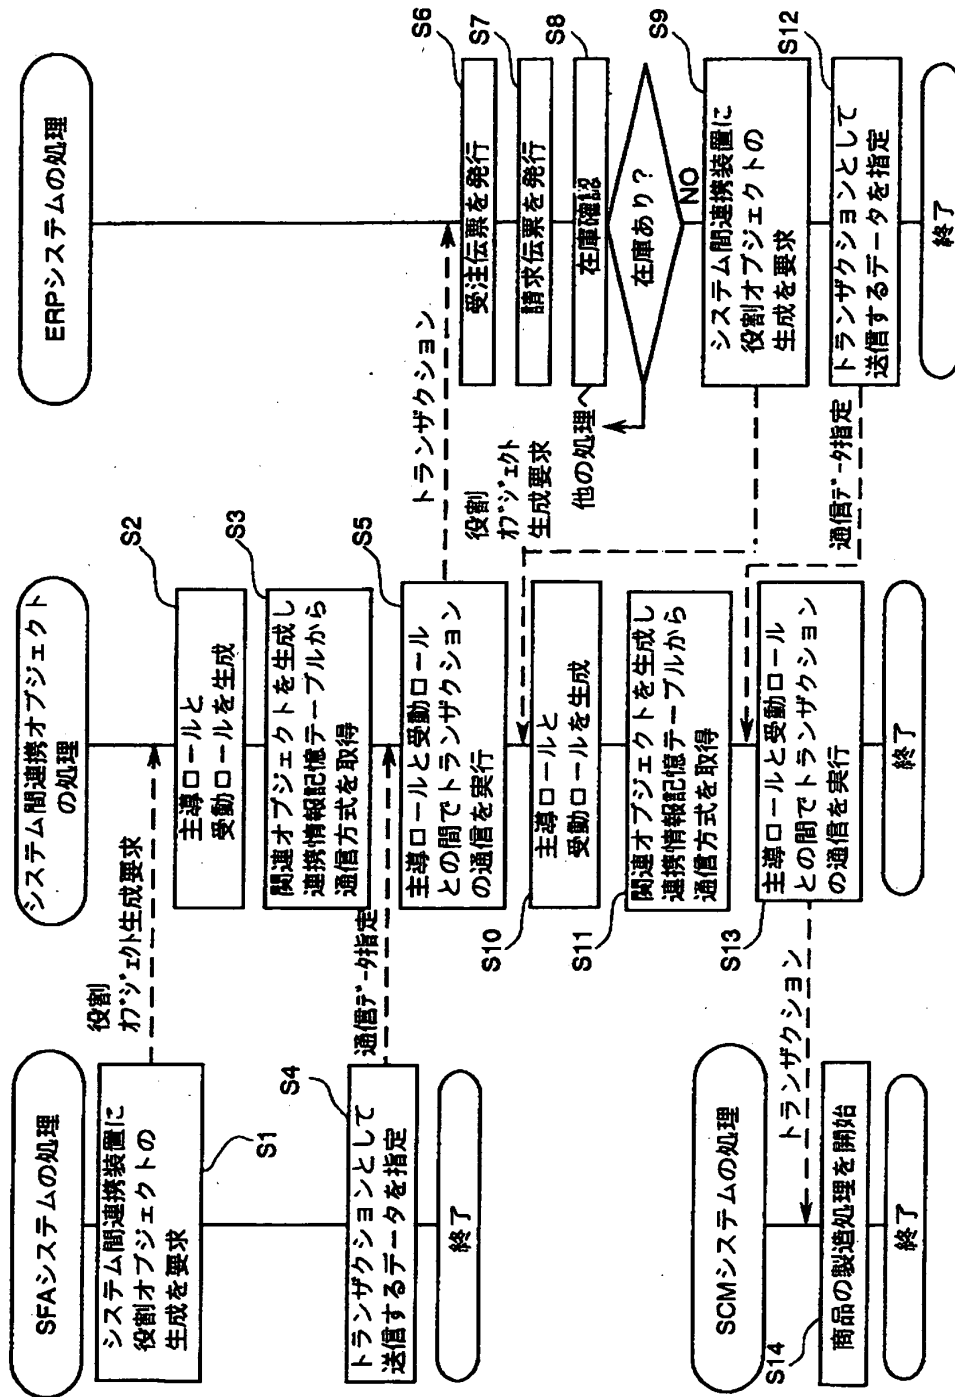 SFAシステムの処理
システム間連携装置に
役割オブジェクトの
生成を要求
S1
役割
オブジェクト生成要求
トランザクションとして
送信するデータを指定
S4
通信データ指定
終了
SCMシステムの処理
トランザクション
商品の製造処理を開始
S14
終了
システム間連携オブジェクト
の処理
主導ロールと
受動ロールを生成
S2
関連オブジェクトを生成し
連携情報記憶テーブルから
通信方式を取得
S3
主導ロールと受動ロール
との間でトランザクション
の通信を実行
S5
トランザクション
主導ロールと
受動ロールを生成
S10
関連オブジェクトを生成し
連携情報記憶テーブルから
通信方式を取得
S11
主導ロールと受動ロール
との間でトランザクション
の通信を実行
S13
終了
ERPシステムの処理
受注伝票を発行
S6
請求伝票を発行
S7
在庫確認
S8
在庫あり?
NO
他の処理へ
役割
オブジェクト
生成要求
システム間連携装置に
役割オブジェクトの
生成を要求
S9
トランザクションとして
送信するデータを指定
S12
通信データ指定
終了